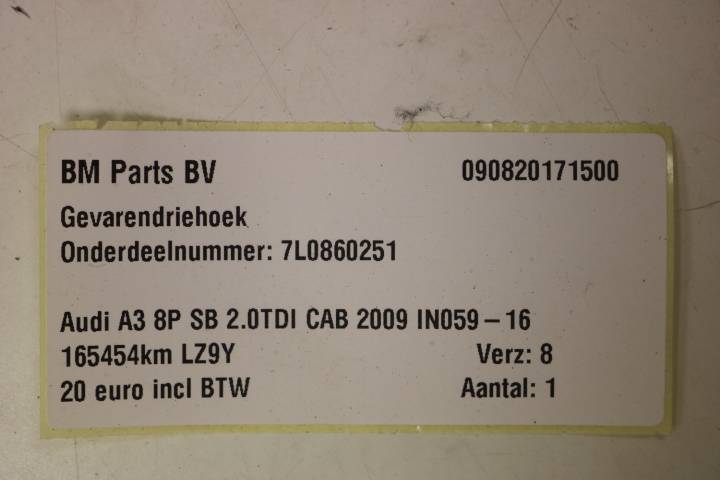 BM Parts BV 090820171500
Gevarendriehoek
Onderdeelnummer: 7L0860251
Audi A3 8P SB 2.0TDI CAB 2009 IN059-16
165454km LZ9Y Verz: 8
20 euro incl BTW Aantal: 1